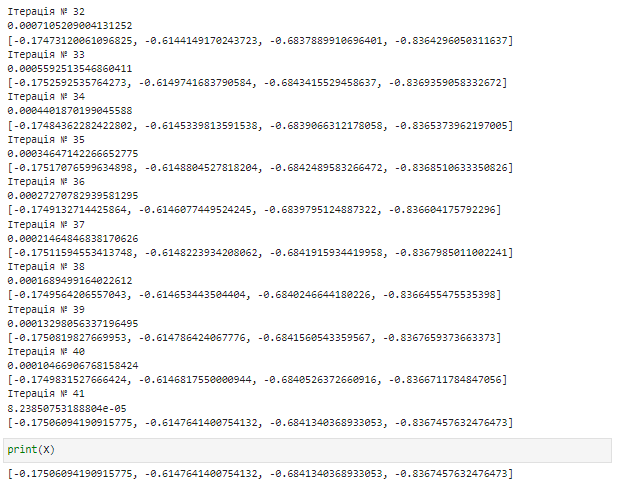 Ітерація № 32
0.0007105209004131252
[-0.17473120061096825, -0.6144149170243723, -0.6837889910696401, -0.8364296050311637]
Ітерація № 33
0.0005592513546860411
[-0.1752592535764273, -0.6149741683790584, -0.6843415529458637, -0.8369359058332672]
Ітерація № 34
0.0004401870199045588
[-0.17484362282422802, -0.6145339813591538, -0.6839066312178058, -0.8365373962197005]
Ітерація № 35
0.00034647142266652775
[-0.17517076599634898, -0.6148804527818204, -0.6842489583266472, -0.8368510633350826]
Ітерація № 36
0.00027270782939581295
[-0.1749132714425864, -0.6146077449524245, -0.6839795124887322, -0.836604175792296]
Ітерація № 37
0.00021464846838170626
[-0.17511594553413748, -0.6148223934208062, -0.6841915934419958, -0.8367985011002241]
Ітерація № 38
0.0001689499164022612
[-0.1749564206557043, -0.614653443504404, -0.6840246644180226, -0.8366455475535398]
Ітерація № 39
0.00013298056337196495
[-0.1750819827669953, -0.614786424067776, -0.6841560543359567, -0.8367659373663373]
Ітерація № 40
0.00010466906768158424
[-0.1749831527666424, -0.6146817550000944, -0.6840526372660916, -0.8366711784847056]
Ітерація № 41
8.23850753188804e-05
[-0.17506094190915775, -0.6147641400754132, -0.6841340368933053, -0.8367457632476473]
print(X)
[-0.17506094190915775, -0.6147641400754132, -0.6841340368933053, -0.8367457632476473]